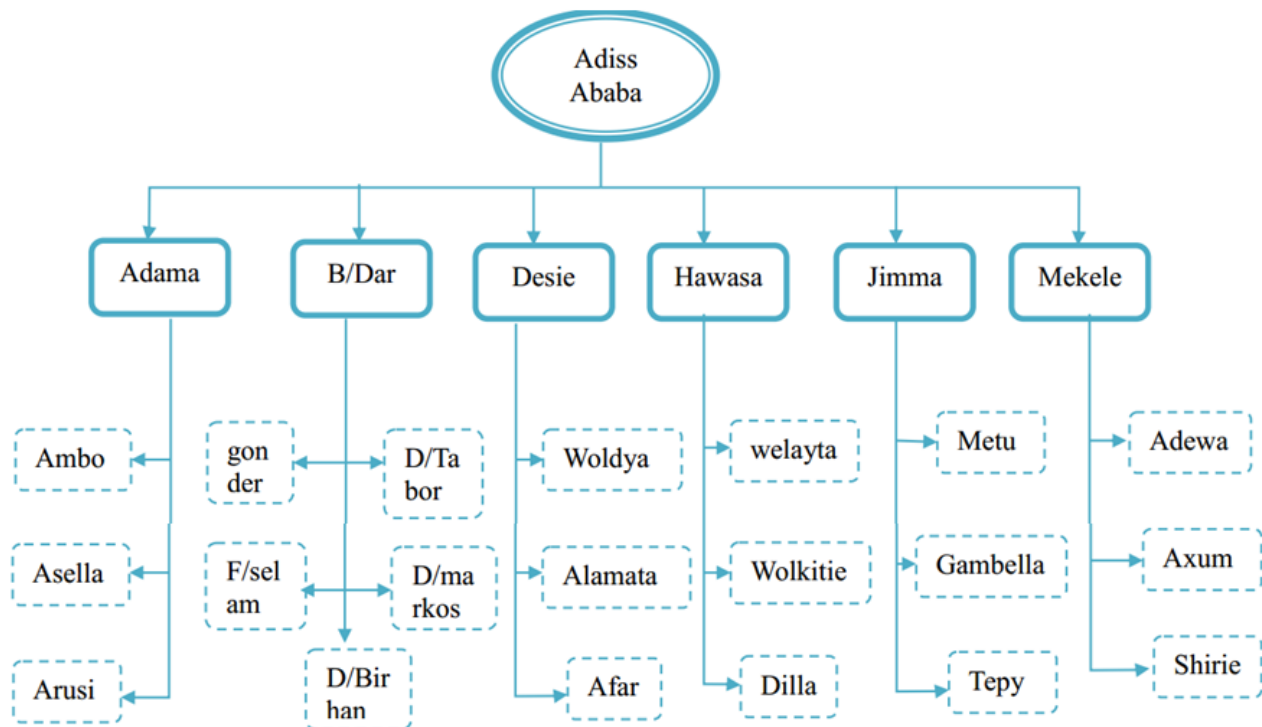 Adiss
Ababa
Adama
B/Dar
Desie
Hawasa
Jimma
Mekele
Ambo
gon
der
D/Ta
bor
Woldya
welayta
Metu
Adewa
Asella
F/sel
am
D/ma
rkos
Alamata
Wolkitie
Gambella
Axum
Arusi
D/Bir
han
Afar
Dilla
Tepy
Shirie